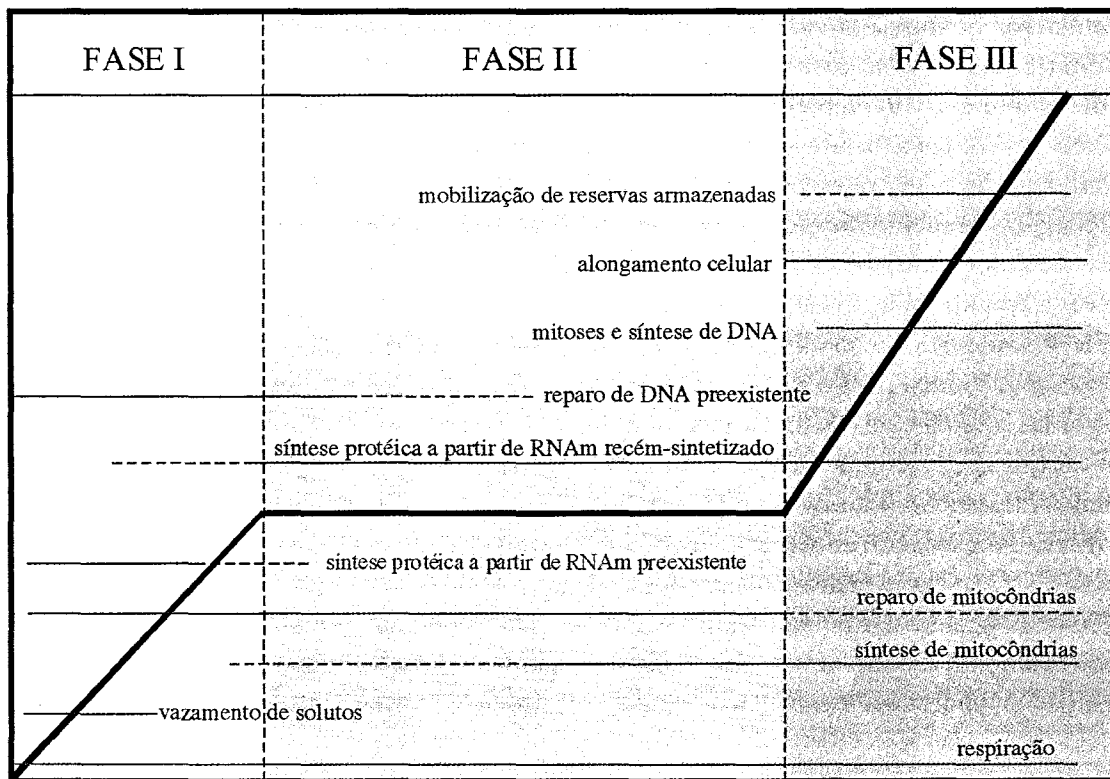 FASE I
FASE II
FASE III
mobilização de reservas armazenadas
alongamento celular
mitoses e síntese de DNA
reparo de DNA preexistente
síntese protéica a partir de RNAm recém-sintetizado
síntese protéica a partir de RNAm preexistente
reparo de mitocôndrias
síntese de mitocôndrias
vazamento de solutos
respiração